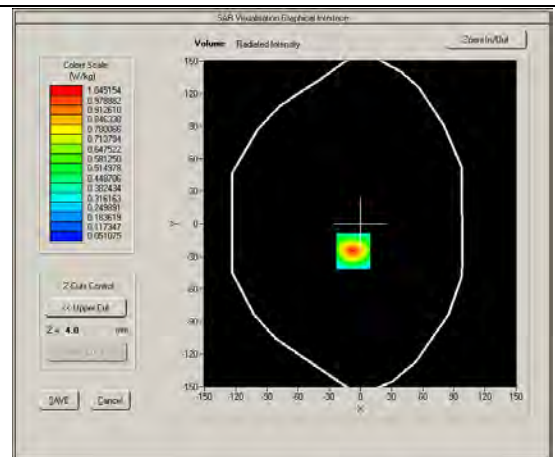 SAR Visualisation Graphical Interface
Volume: Radiated Intensity
Zoom In/Out
Colors Scale
(W/kg)
1.045154
0.978882
0.912610
0.846338
0.780066
0.713794
0.647522
0.581250
0.514978
0.448706
0.382434
0.316163
0.249891
0.183619
0.117347
0.051075
Z Cuts Control
<< Upper Cut
Z = 4.0 mm
SAVE
Cancel
150-
120-
90-
60-
30-
0-
-30-
-60-
-90-
-120-
-150-
Y
-150 -120 -90 -60 -30 0 30 60 90 120 150
X